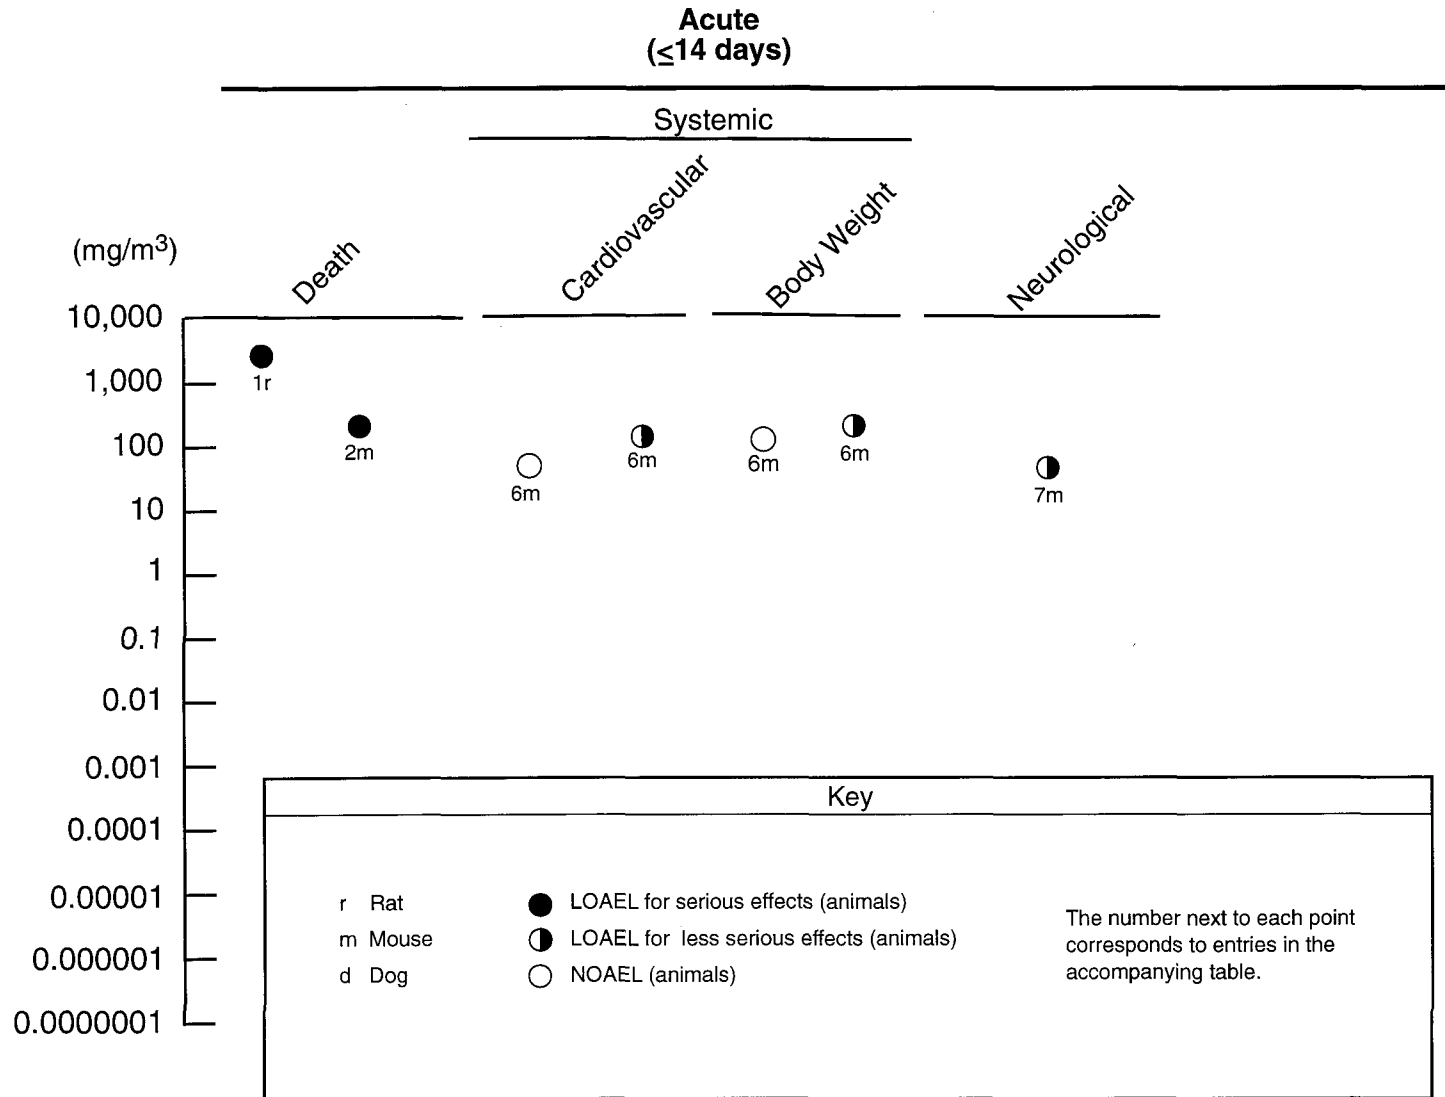 Acute
(≤14 days)
Systemic
Death
Cardiovascular
Body Weight
Neurological
(mg/m³)
10,000
1,000
100
10
1
0.1
0.01
0.001
0.0001
0.00001
0.000001
0.0000001
1r
2m
6m
6m
6m
6m
7m
Key
r Rat
m Mouse
d Dog
LOAEL for serious effects (animals)
LOAEL for less serious effects (animals)
NOAEL (animals)
The number next to each point
corresponds to entries in the
accompanying table.